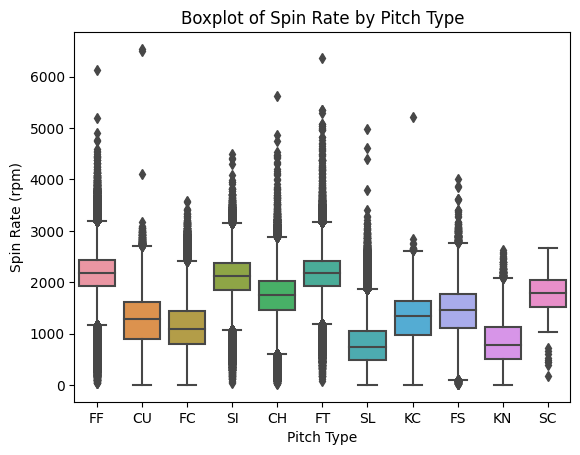 Boxplot of Spin Rate by Pitch Type
Spin Rate (rpm)
6000
5000
4000
3000
2000
1000
0
FF CU FC SI CH FT SL KC FS KN SC
Pitch Type